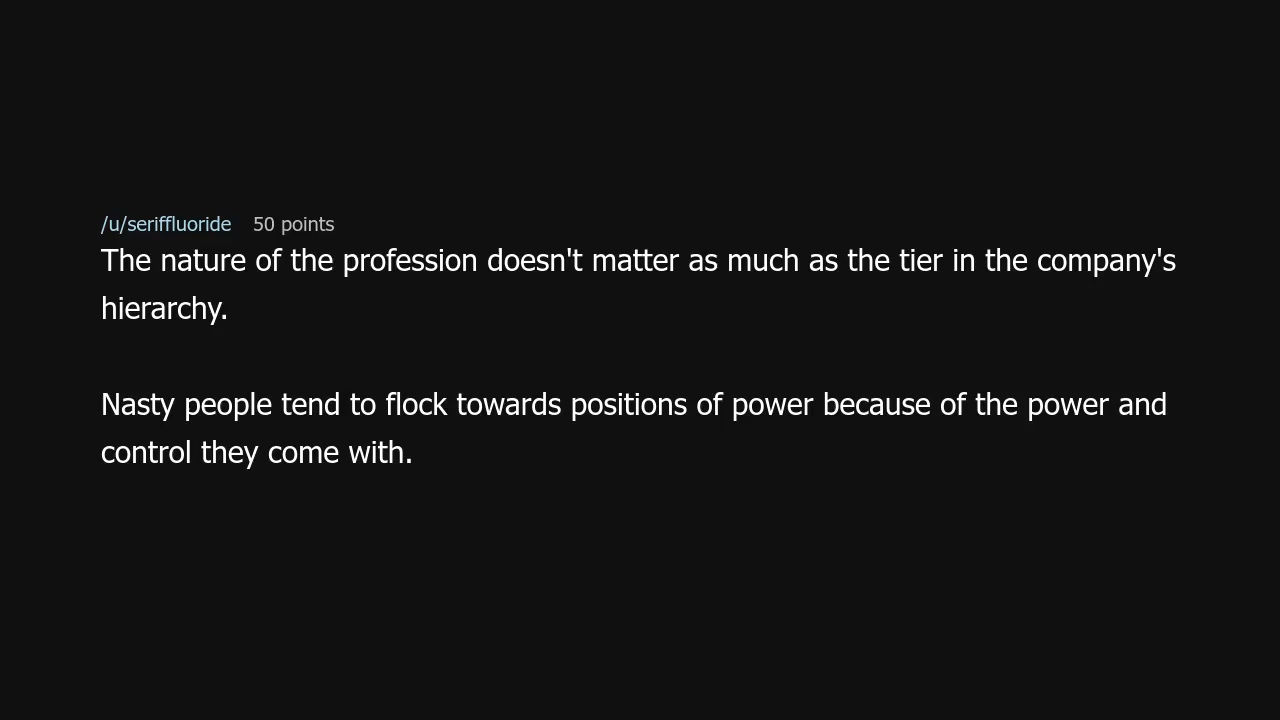 /u/seriffluoride 50 points
The nature of the profession doesn't matter as much as the tier in the company's
hierarchy.
Nasty people tend to flock towards positions of power because of the power and
control they come with.